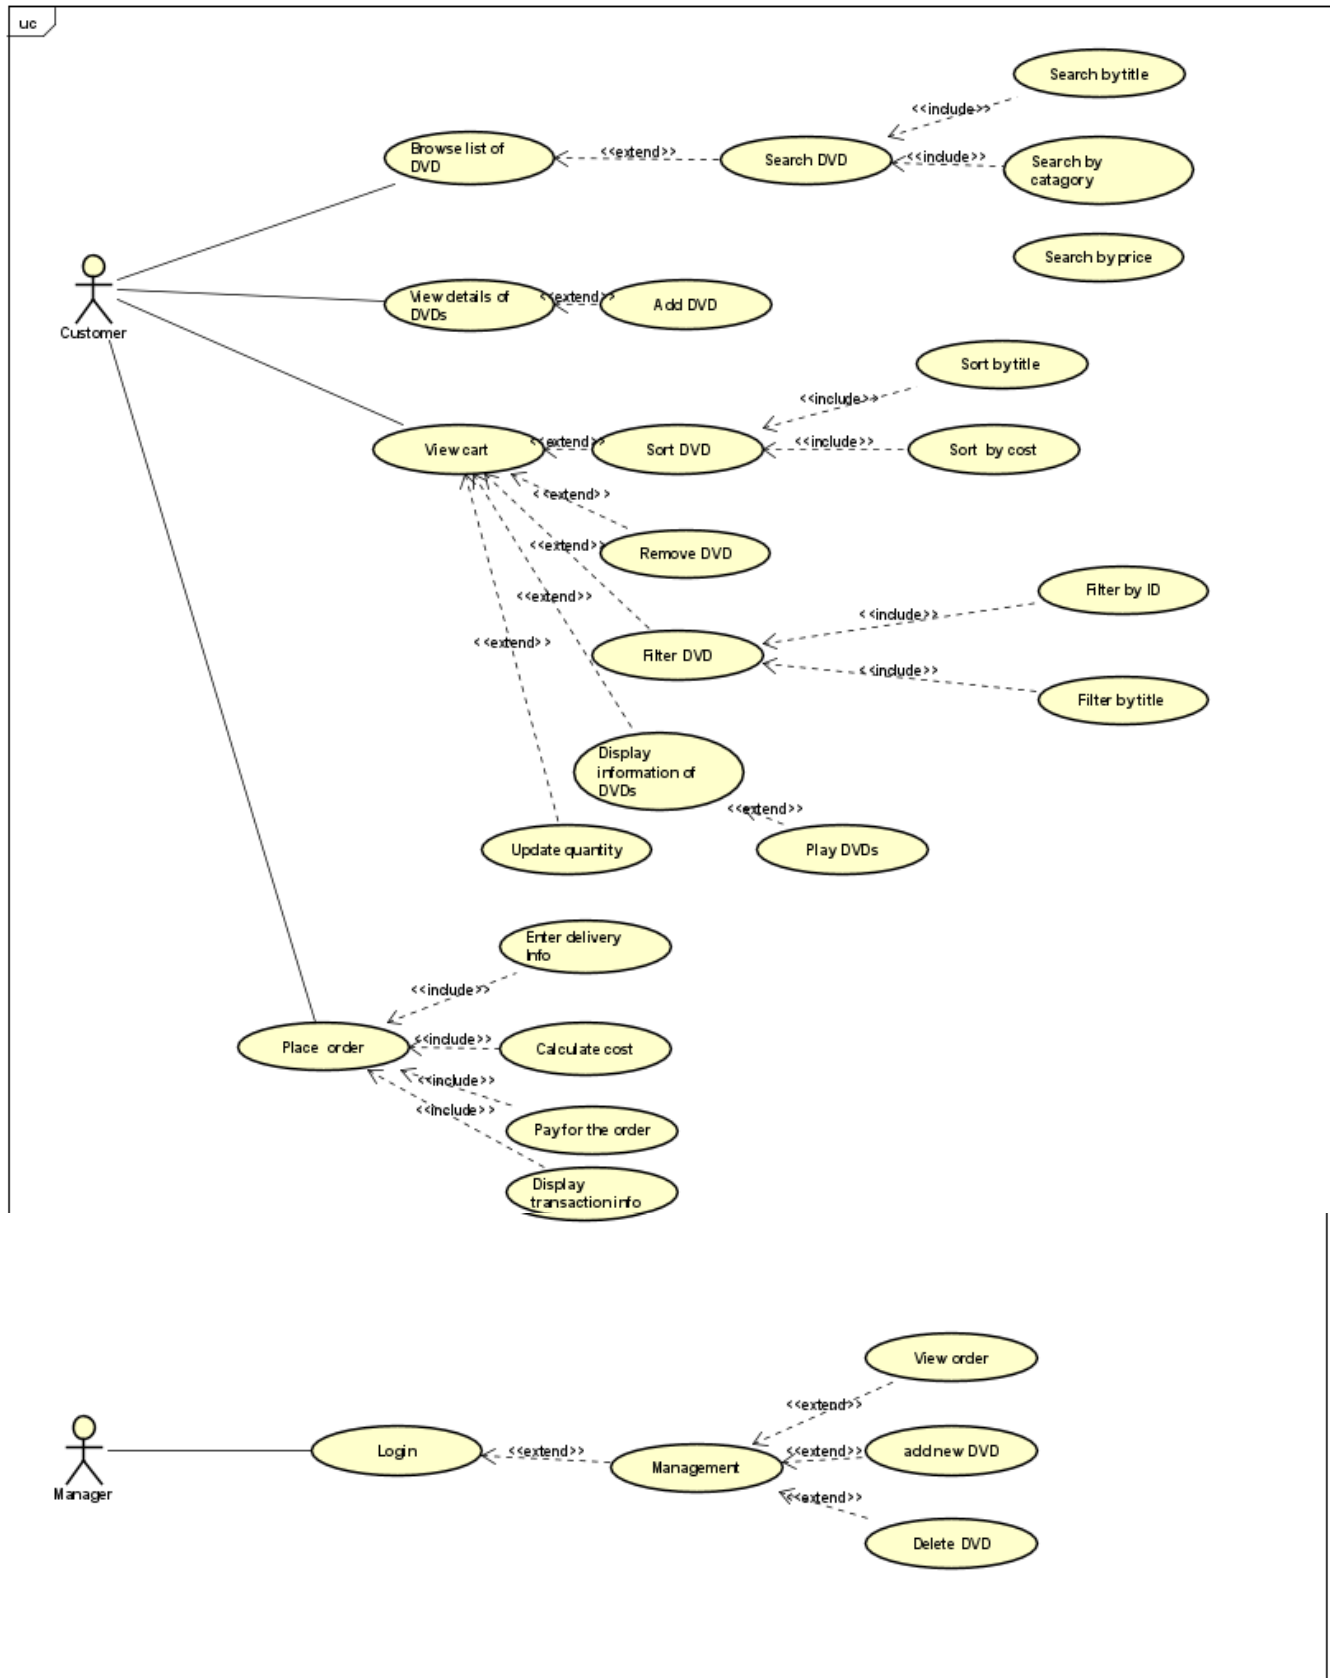 uc
Search by title
<<include>>
Browse list of
DVD
<<extend>>
Search DVD
<<include>>
Search by
catagory
Search by price
Customer
View details of
DVDs
<<extend>>
Add DVD
Sort by title
<<include>>
View cart
<<extend>>
Sort DVD
<<include>>
Sort by cost
<<extend>>
Remove DVD
<<extend>>
Filter by ID
<<extend>>
<<include>>
<<extend>>
Filter DVD
<<include>>
Filter by title
Display
information of
DVDs
<<extend>>
Update quantity
Play DVDs
Enter delivery
Info
<<include>>
Place order
<<include>>
Calculate cost
<<include>>
<<include>>
Pay for the order
Display
transaction info
View order
<<extend>>
Manager
Login
<<extend>>
Management
<<extend>>
add new DVD
<<extend>>
Delete DVD